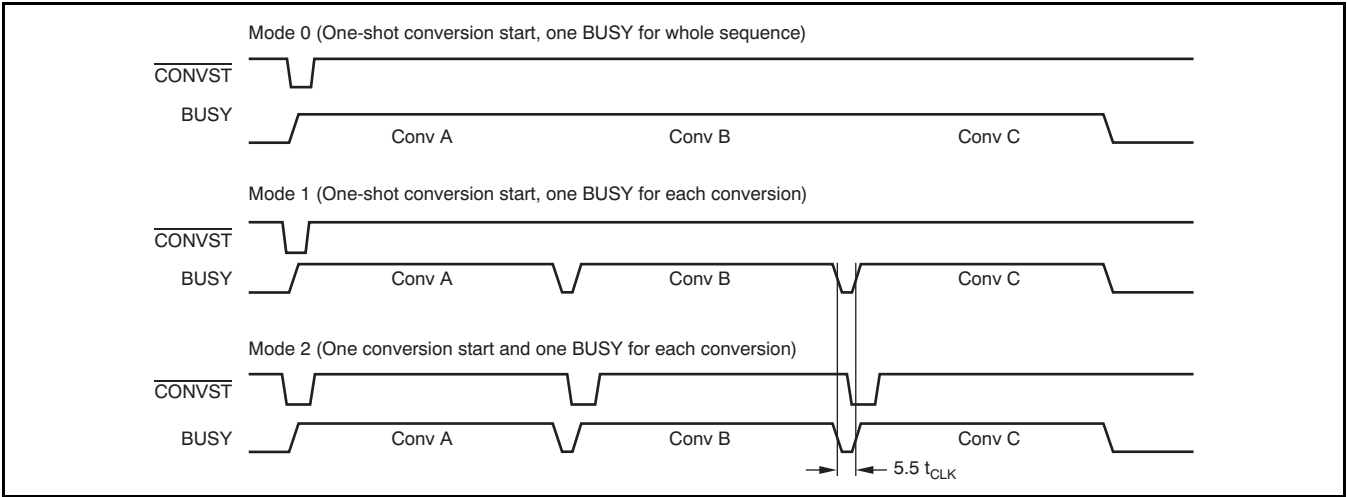 Mode 0 (One-shot conversion start, one BUSY for whole sequence)
CONVST
BUSY
Conv A Conv B Conv C
Mode 1 (One-shot conversion start, one BUSY for each conversion)
CONVST
BUSY
Conv A Conv B Conv C
Mode 2 (One conversion start and one BUSY for each conversion)
CONVST
BUSY
Conv A Conv B Conv C
5.5 tCLK